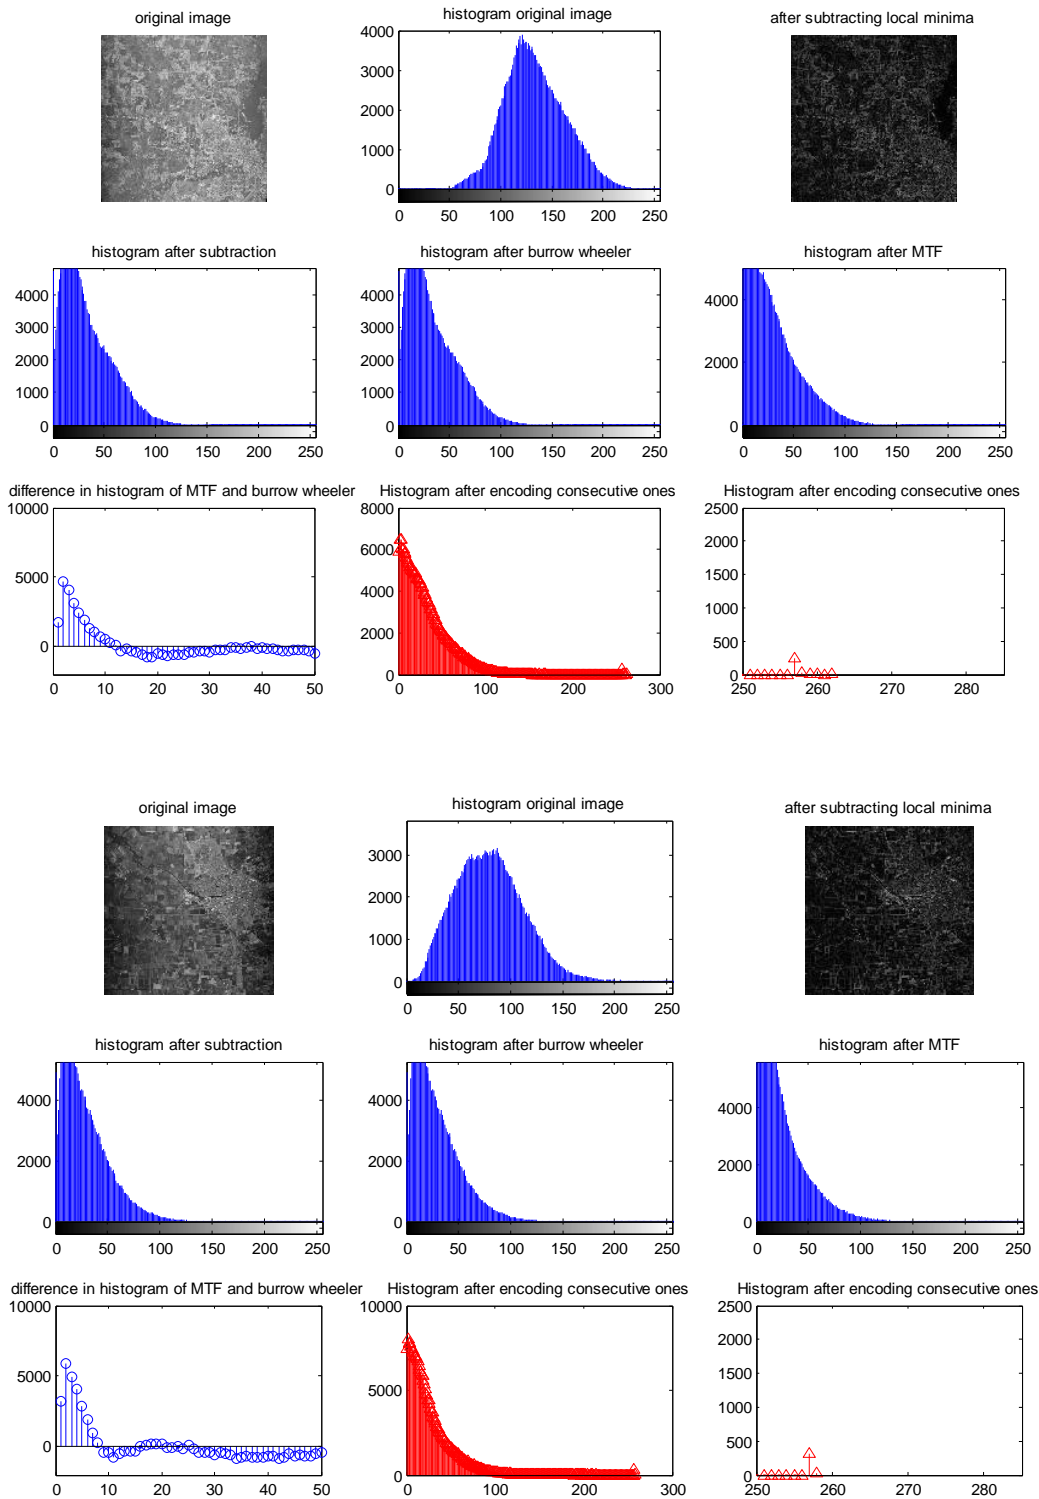 original image
histogram original image
after subtracting local minima
4000
3000
2000
1000
0
0 50 100 150 200 250
histogram after subtraction
histogram after burrow wheeler
histogram after MTF
4000
3000
2000
1000
0
0 50 100 150 200 250
4000
3000
2000
1000
0
0 50 100 150 200 250
4000
2000
0
0 50 100 150 200 250
difference in histogram of MTF and burrow wheeler
Histogram after encoding consecutive ones
Histogram after encoding consecutive ones
10000
5000
0
0 10 20 30 40 50
8000
6000
4000
2000
0
0 100 200 300
2500
2000
1500
1000
500
0
250 260 270 280
original image
histogram original image
after subtracting local minima
3000
2000
1000
0
0 50 100 150 200 250
histogram after subtraction
histogram after burrow wheeler
histogram after MTF
4000
2000
0
0 50 100 150 200 250
4000
2000
0
0 50 100 150 200 250
4000
3000
2000
1000
0
0 50 100 150 200 250
difference in histogram of MTF and burrow wheeler
Histogram after encoding consecutive ones
Histogram after encoding consecutive ones
10000
5000
0
0 10 20 30 40 50
10000
5000
0
0 100 200 300
2500
2000
1500
1000
500
0
250 260 270 280